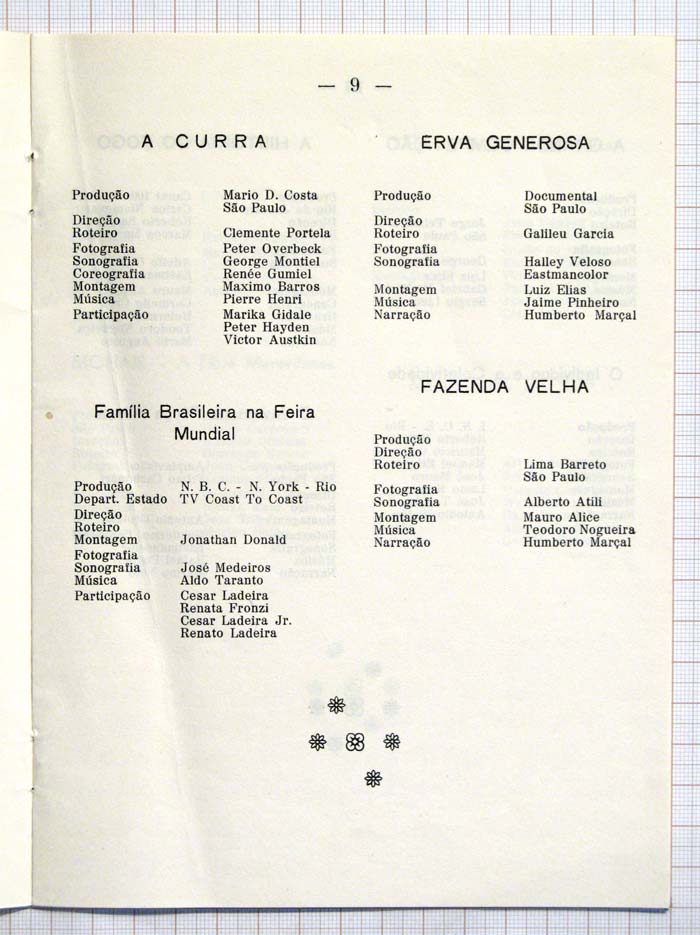 — 9 —
A CURRA
Produção Mario D. Costa
São Paulo
Direção
Roteiro Clemente Portela
Fotografia Peter Overbeck
Sonografia George Montiel
Coreografia Renée Gumiel
Montagem Maximo Barros
Música Pierre Henri
Participação Marika Gidale
Peter Hayden
Victor Austkin
Família Brasileira na Feira
Mundial
Produção N. B. C. - N. York - Rio
Depart. Estado TV Coast To Coast
Direção
Roteiro
Montagem Jonathan Donald
Fotografia
Sonografia José Medeiros
Música Aldo Taranto
Participação Cesar Ladeira
Renata Fronzi
Cesar Ladeira Jr.
Renato Ladeira
ERVA GENEROSA
Produção Documental
São Paulo
Direção
Roteiro Galileu Garcia
Fotografia
Sonografia Halley Veloso
Eastmancolor
Montagem Luiz Elias
Música Jaime Pinheiro
Narração Humberto Marçal
FAZENDA VELHA
Produção
Direção
Roteiro Lima Barreto
São Paulo
Fotografia
Sonografia Alberto Atili
Montagem Mauro Alice
Música Teodoro Nogueira
Narração Humberto Marçal